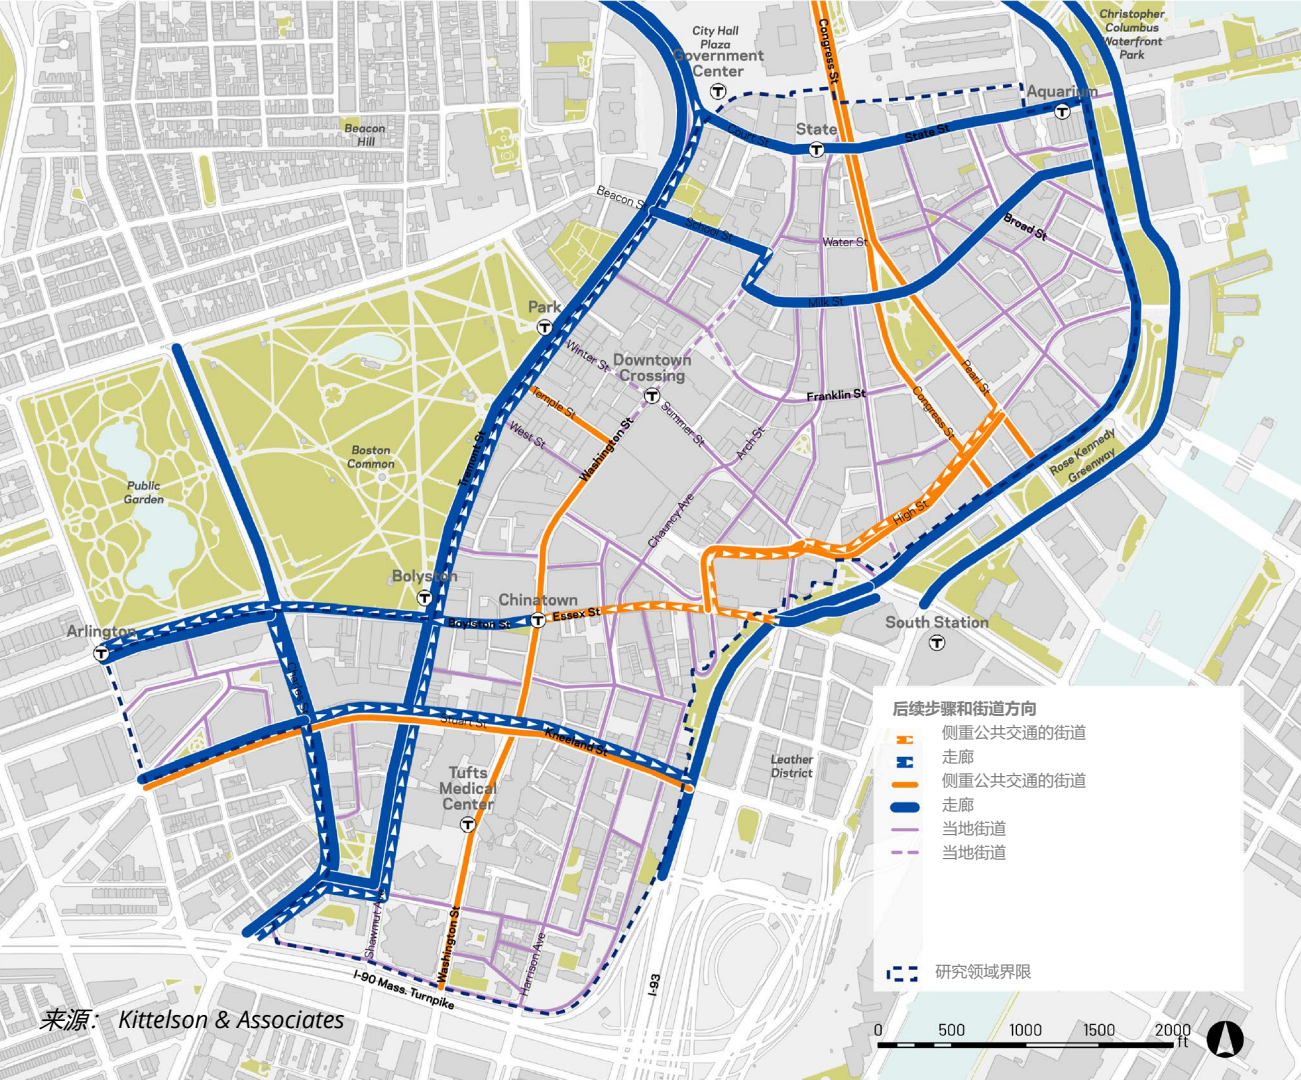 Christopher
Columbus
Waterfront
Park
City Hall
Plaza
Government
Center
Congress St
Aquarium
State
Court St
State St
Beacon
Hill
Beacon St
School St
Water St
Broad St
Milk St
Park
Winter St
Downtown
Crossing
Temple St
Franklin St
Pearl St
Congress St
Summer St
West St
Washington St
Arch St
Tremont St
Boston
Common
Public
Garden
Rose Kennedy
Greenway
Chauncy Ave
High St
Bolyston
Chinatown
Essex St
Boylston St
Arlington
South Station
Charles St
Stuart St
Kneeland St
Leather
District
Tufts
Medical
Center
Shawmut Ave
Washington St
Harrison Ave
I-90 Mass. Turnpike
I-93
后续步骤和街道方向
侧重公共交通的街道
走廊
侧重公共交通的街道
走廊
当地街道
当地街道
研究领域界限
来源： Kittelson & Associates
0 500 1000 1500 2000
ft